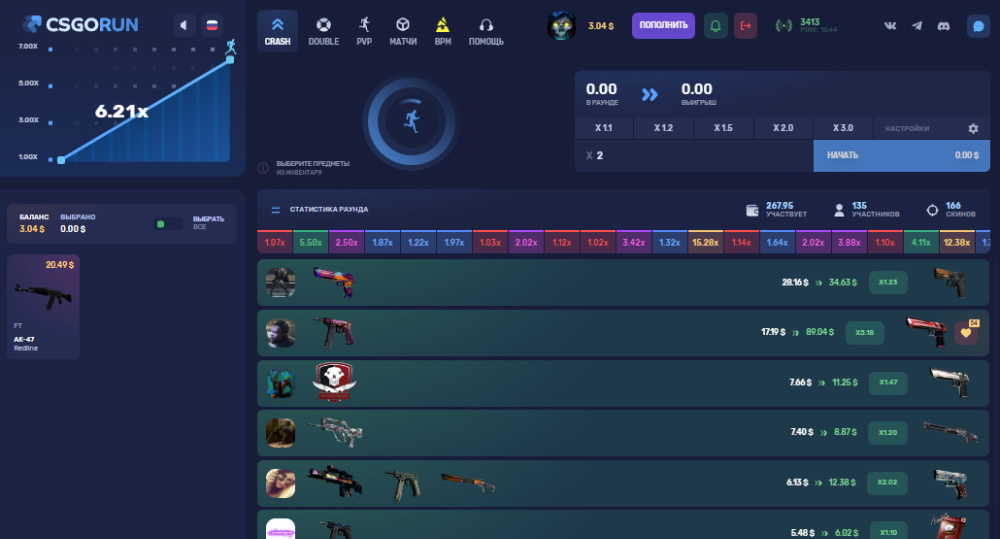 CSGORUN
7.00X
5.00X
3.00X
1.00X
6.21x
CRASH
DOUBLE
PVP
МАТЧИ
BPM
ПОМОЩЬ
3.04 $
ПОПОЛНИТЬ
3413
0.00
В РАУНДЕ
0.00
ВЫИГРЫШ
X 1.1
X 1.2
X 1.5
X 2.0
X 3.0
НАСТРОЙКИ
X 2
НАЧАТЬ
0.00 $
ВЫБЕРИТЕ ПРЕДМЕТЫ
ИЗ ИНВЕНТАРЯ
БАЛАНС
3.04 $
ВЫБРАНО
0.00 $
ВЫБРАТЬ
ВСЕ
20.49 $
FT
AK-47
Redline
СТАТИСТИКА РАУНДА
267.95
УЧАСТВУЕТ
135
УЧАСТНИКОВ
166
СКИНОВ
1.07x 5.50x 2.50x 1.87x 1.22x 1.97x 1.03x 2.02x 1.12x 1.02x 3.42x 1.32x 15.28x 1.14x 1.64x 2.02x 3.88x 1.10x 4.11x 12.38x
28.16 $ 34.63 $ X1.23
17.19 $ 89.04 $ X5.18
54
7.66 $ 11.25 $ X1.47
7.40 $ 8.87 $ X1.20
6.13 $ 12.38 $ X2.02
5.48 $ 6.02 $ X1.10